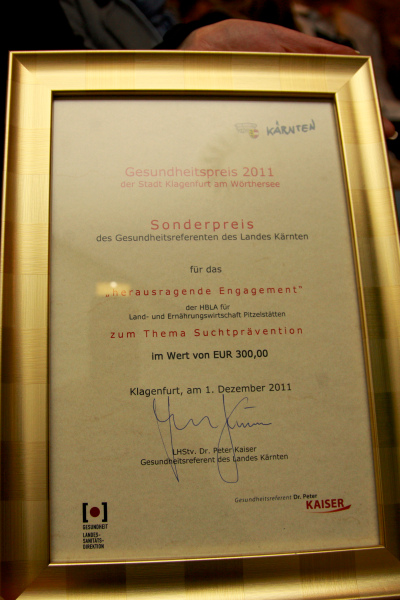 KÄRNTEN
Gesundheitspreis 2011
der Stadt Klagenfurt am Wörthersee
Sonderpreis
des Gesundheitsreferenten des Landes Kärnten
für das
„herausragende Engagement"
der HBLA für
Land- und Ernährungswirtschaft Pitzelstätten
zum Thema Suchtprävention
im Wert von EUR 300,00
Klagenfurt, am 1. Dezember 2011
LHStv. Dr. Peter Kaiser
Gesundheitsreferent des Landes Kärnten
Gesundheitsreferent Dr. Peter
KAISER
GESUNDHEIT
LANDES-
SANITÄTS-
DIREKTION